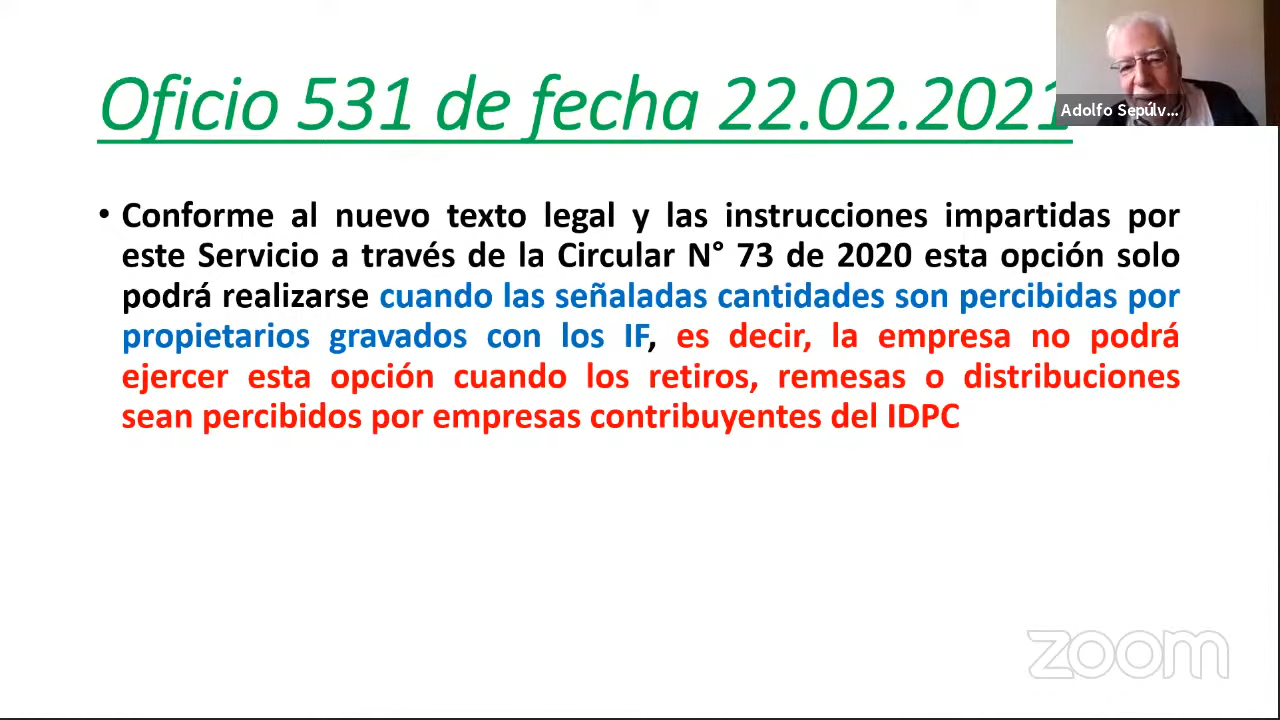 Oficio 531 de fecha 22.02.2021
Adolfo Sepúlv...
• Conforme al nuevo texto legal y las instrucciones impartidas por
este Servicio a través de la Circular N° 73 de 2020 esta opción solo
podrá realizarse cuando las señaladas cantidades son percibidas por
propietarios gravados con los IF, es decir, la empresa no podrá
ejercer esta opción cuando los retiros, remesas o distribuciones
sean percibidos por empresas contribuyentes del IDPC
zoom